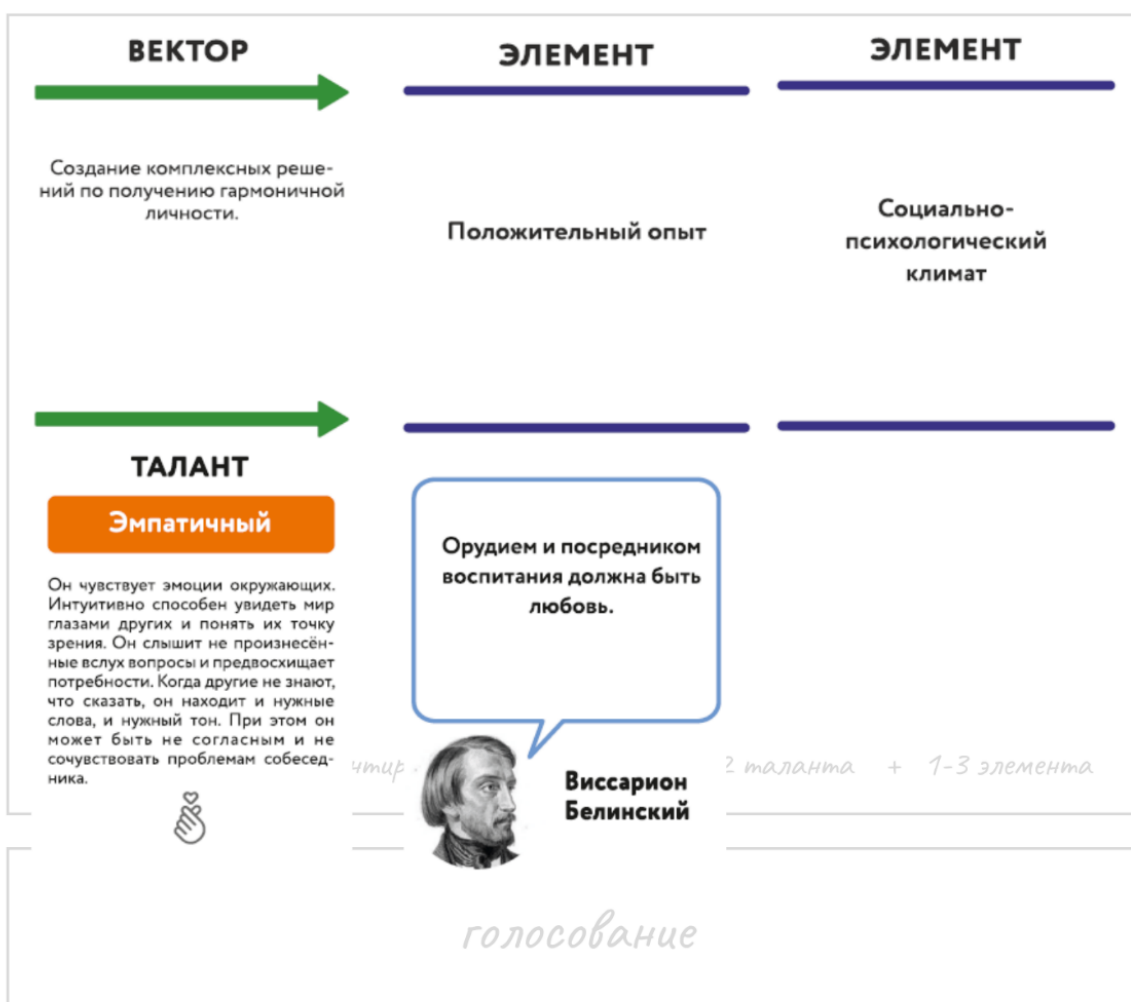 ВЕКТОР
Создание комплексных реше-
ний по получению гармоничной
личности.
ЭЛЕМЕНТ
Положительный опыт
ЭЛЕМЕНТ
Социально-
психологический
климат
ТАЛАНТ
Эмпатичный
Он чувствует эмоции окружающих.
Интуитивно способен увидеть мир
глазами других и понять их точку
зрения. Он слышит не произнесён-
ные вслух вопросы и предвосхищает
потребности. Когда другие не знают,
что сказать, он находит и нужные
слова, и нужный тон. При этом он
может быть не согласным и не
сочувствовать проблемам собесед-
ника.
Орудием и посредником
воспитания должна быть
любовь.
Виссарион
Белинский
2 таланта + 1-3 элемента
голосование